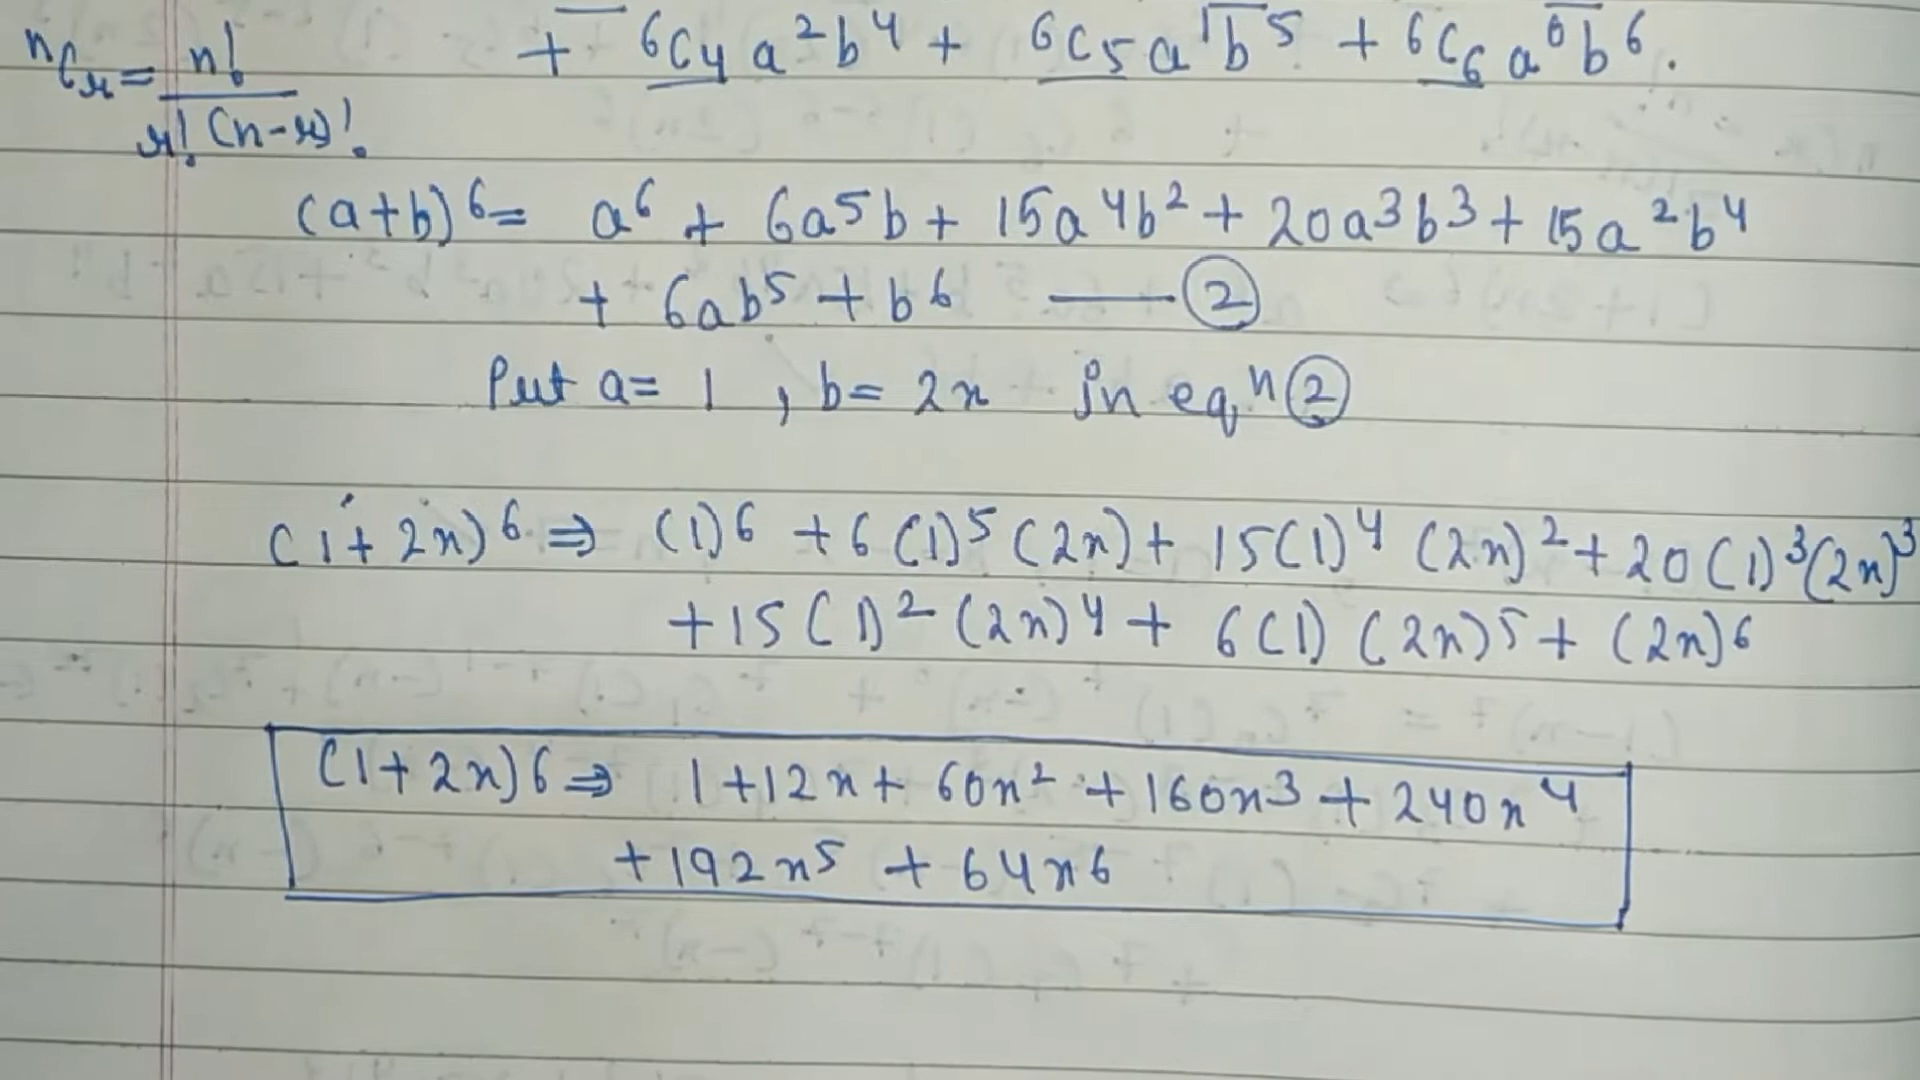 ⁿCᵣ = n! / r! (n-r)!
+ ⁶C₄ a²b⁴ + ⁶C₅ a¹b⁵ + ⁶C₆ a⁰b⁶.
(a+b)⁶ = a⁶ + 6a⁵b + 15a⁴b² + 20a³b³ + 15a²b⁴
+ 6ab⁵ + b⁶ —— ②
Put a = 1 , b = 2x in eqⁿ ②
(1+2x)⁶ ⇒ (1)⁶ + 6(1)⁵(2x) + 15(1)⁴(2x)² + 20(1)³(2x)³
+ 15(1)²(2x)⁴ + 6(1)(2x)⁵ + (2x)⁶
(1+2x)⁶ ⇒ 1 + 12x + 60x² + 160x³ + 240x⁴
+ 192x⁵ + 64x⁶